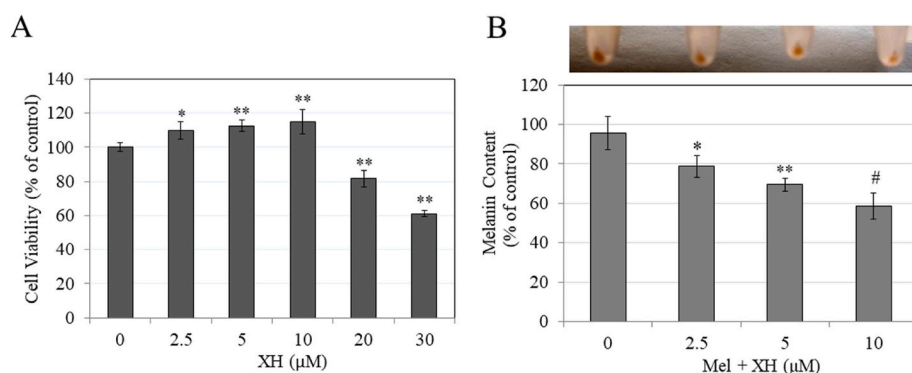 A
Cell Viability (% of control)
140
120
100
80
60
40
20
0
*
**
**
**
**
0 2.5 5 10 20 30
XH (μM)
B
Melanin Content
(% of control)
120
100
80
60
40
20
0
*
**
#
0 2.5 5 10
Mel + XH (μM)